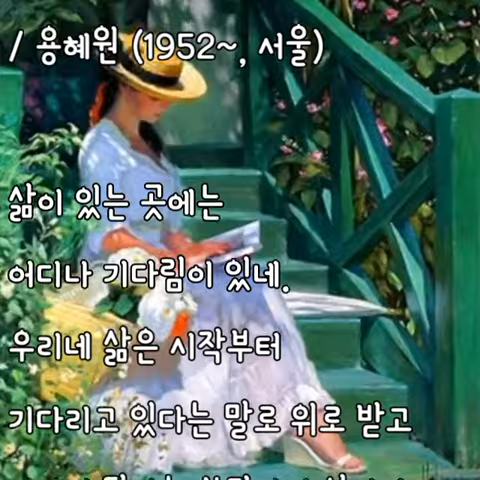 / 용혜원 (1952~, 서울)
삶이 있는 곳에는
어디나 기다림이 있네.
우리네 삶은 시작부터
기다리고 있다는 말로 위로 받고